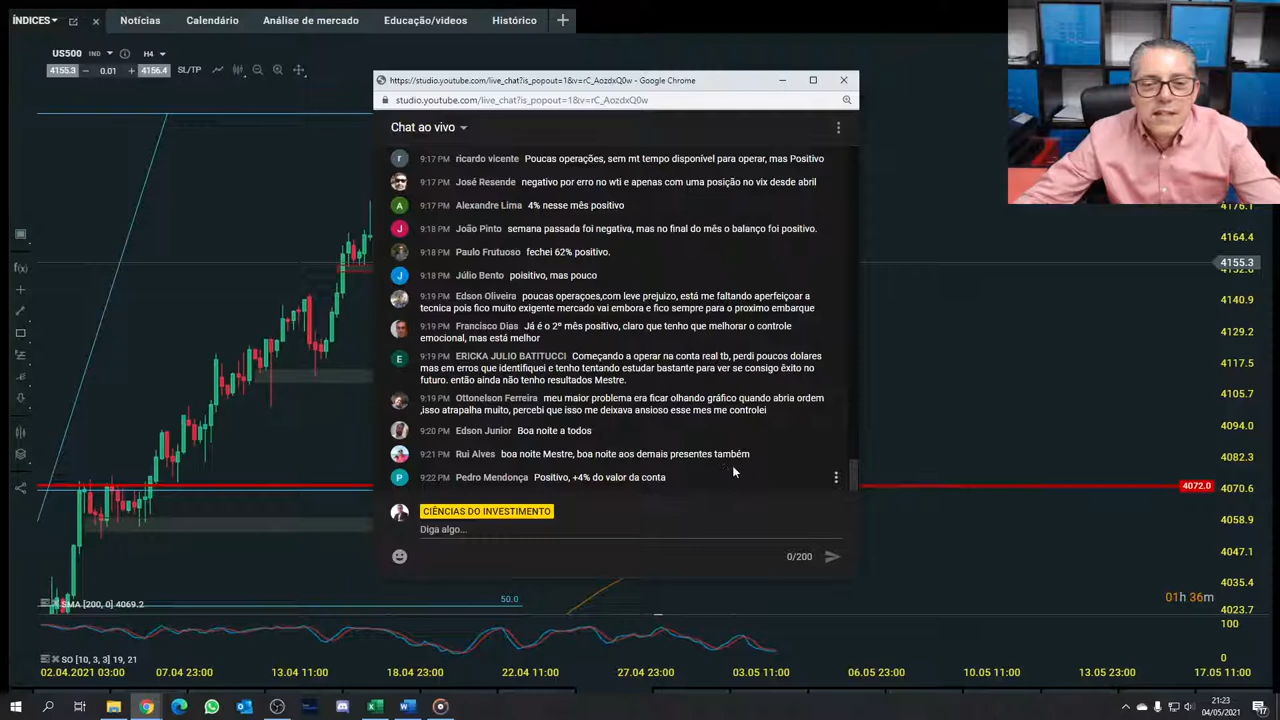 ÍNDICES
Notícias
Calendário
Análise de mercado
Educação/videos
Histórico
US500 IND H4
4155.3 0.01 4156.4 SL/TP
https://studio.youtube.com/live_chat?is_popout=1&v=rC_AozdxQ0w - Google Chrome
studio.youtube.com/live_chat?is_popout=1&v=rC_AozdxQ0w
Chat ao vivo
r 9:17 PM ricardo vicente Poucas operações, sem mt tempo disponível para operar, mas Positivo
9:17 PM José Resende negativo por erro no wti e apenas com uma posição no vix desde abril
A 9:17 PM Alexandre Lima 4% nesse mês positivo
J 9:18 PM João Pinto semana passada foi negativa, mas no final do mês o balanço foi positivo.
9:18 PM Paulo Frutuoso fechei 62% positivo.
J 9:18 PM Júlio Bento poisitivo, mas pouco
9:19 PM Edson Oliveira poucas operaçoes,com leve prejuizo, está me faltando aperfeiçoar a
tecnica pois fico muito exigente mercado vai embora e fico sempre para o proximo embarque
9:19 PM Francisco Dias Já é o 2º mês positivo, claro que tenho que melhorar o controle
emocional, mas está melhor
E 9:19 PM ERICKA JULIO BATITUCCI Começando a operar na conta real tb, perdi poucos dolares
mas em erros que identifiquei e tenho tentando estudar bastante para ver se consigo êxito no
futuro. então ainda não tenho resultados Mestre.
9:19 PM Ottonelson Ferreira meu maior problema era ficar olhando gráfico quando abria ordem
,isso atrapalha muito, percebi que isso me deixava ansioso esse mes me controlei
9:20 PM Edson Junior Boa noite a todos
9:21 PM Rui Alves boa noite Mestre, boa noite aos demais presentes também
P 9:22 PM Pedro Mendonça Positivo, +4% do valor da conta
CIÊNCIAS DO INVESTIMENTO
Diga algo...
0/200
4176.1
4164.4
4155.3
4140.9
4129.2
4117.5
4105.8
4094.0
4082.3
4072.0
4070.6
4058.9
4047.1
4035.4
4023.7
01h 36m
50.0
SMA [200, 0] 4069.2
100
SO [10, 3, 3] 19, 21
0
02.04.2021 03:00
07.04 23:00
13.04 11:00
18.04 23:00
22.04 11:00
27.04 23:00
03.05 11:00
06.05 23:00
10.05 11:00
13.05 23:00
17.05 11:00
21:23
04/05/2021
17